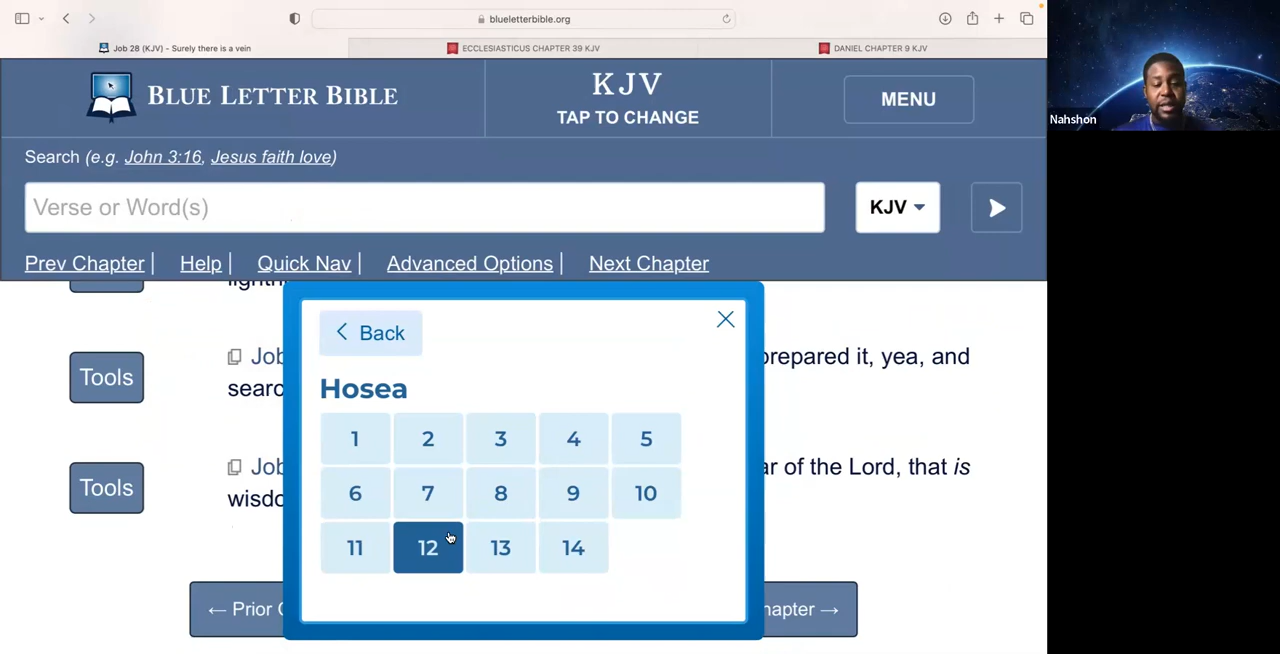 blueletterbible.org
Job 28 (KJV) - Surely there is a vein
ECCLESIASTICUS CHAPTER 39 KJV
DANIEL CHAPTER 9 KJV
BLUE LETTER BIBLE
KJV
TAP TO CHANGE
MENU
Nahshon
Search (e.g. John 3:16, Jesus faith love)
Verse or Word(s)
KJV
Prev Chapter | Help | Quick Nav | Advanced Options | Next Chapter
Back
Tools
Job
prepared it, yea, and
searc
Hosea
1 2 3 4 5
Tools
Job
ar of the Lord, that is
wisdo
6 7 8 9 10
11 12 13 14
← Prior C
hapter →